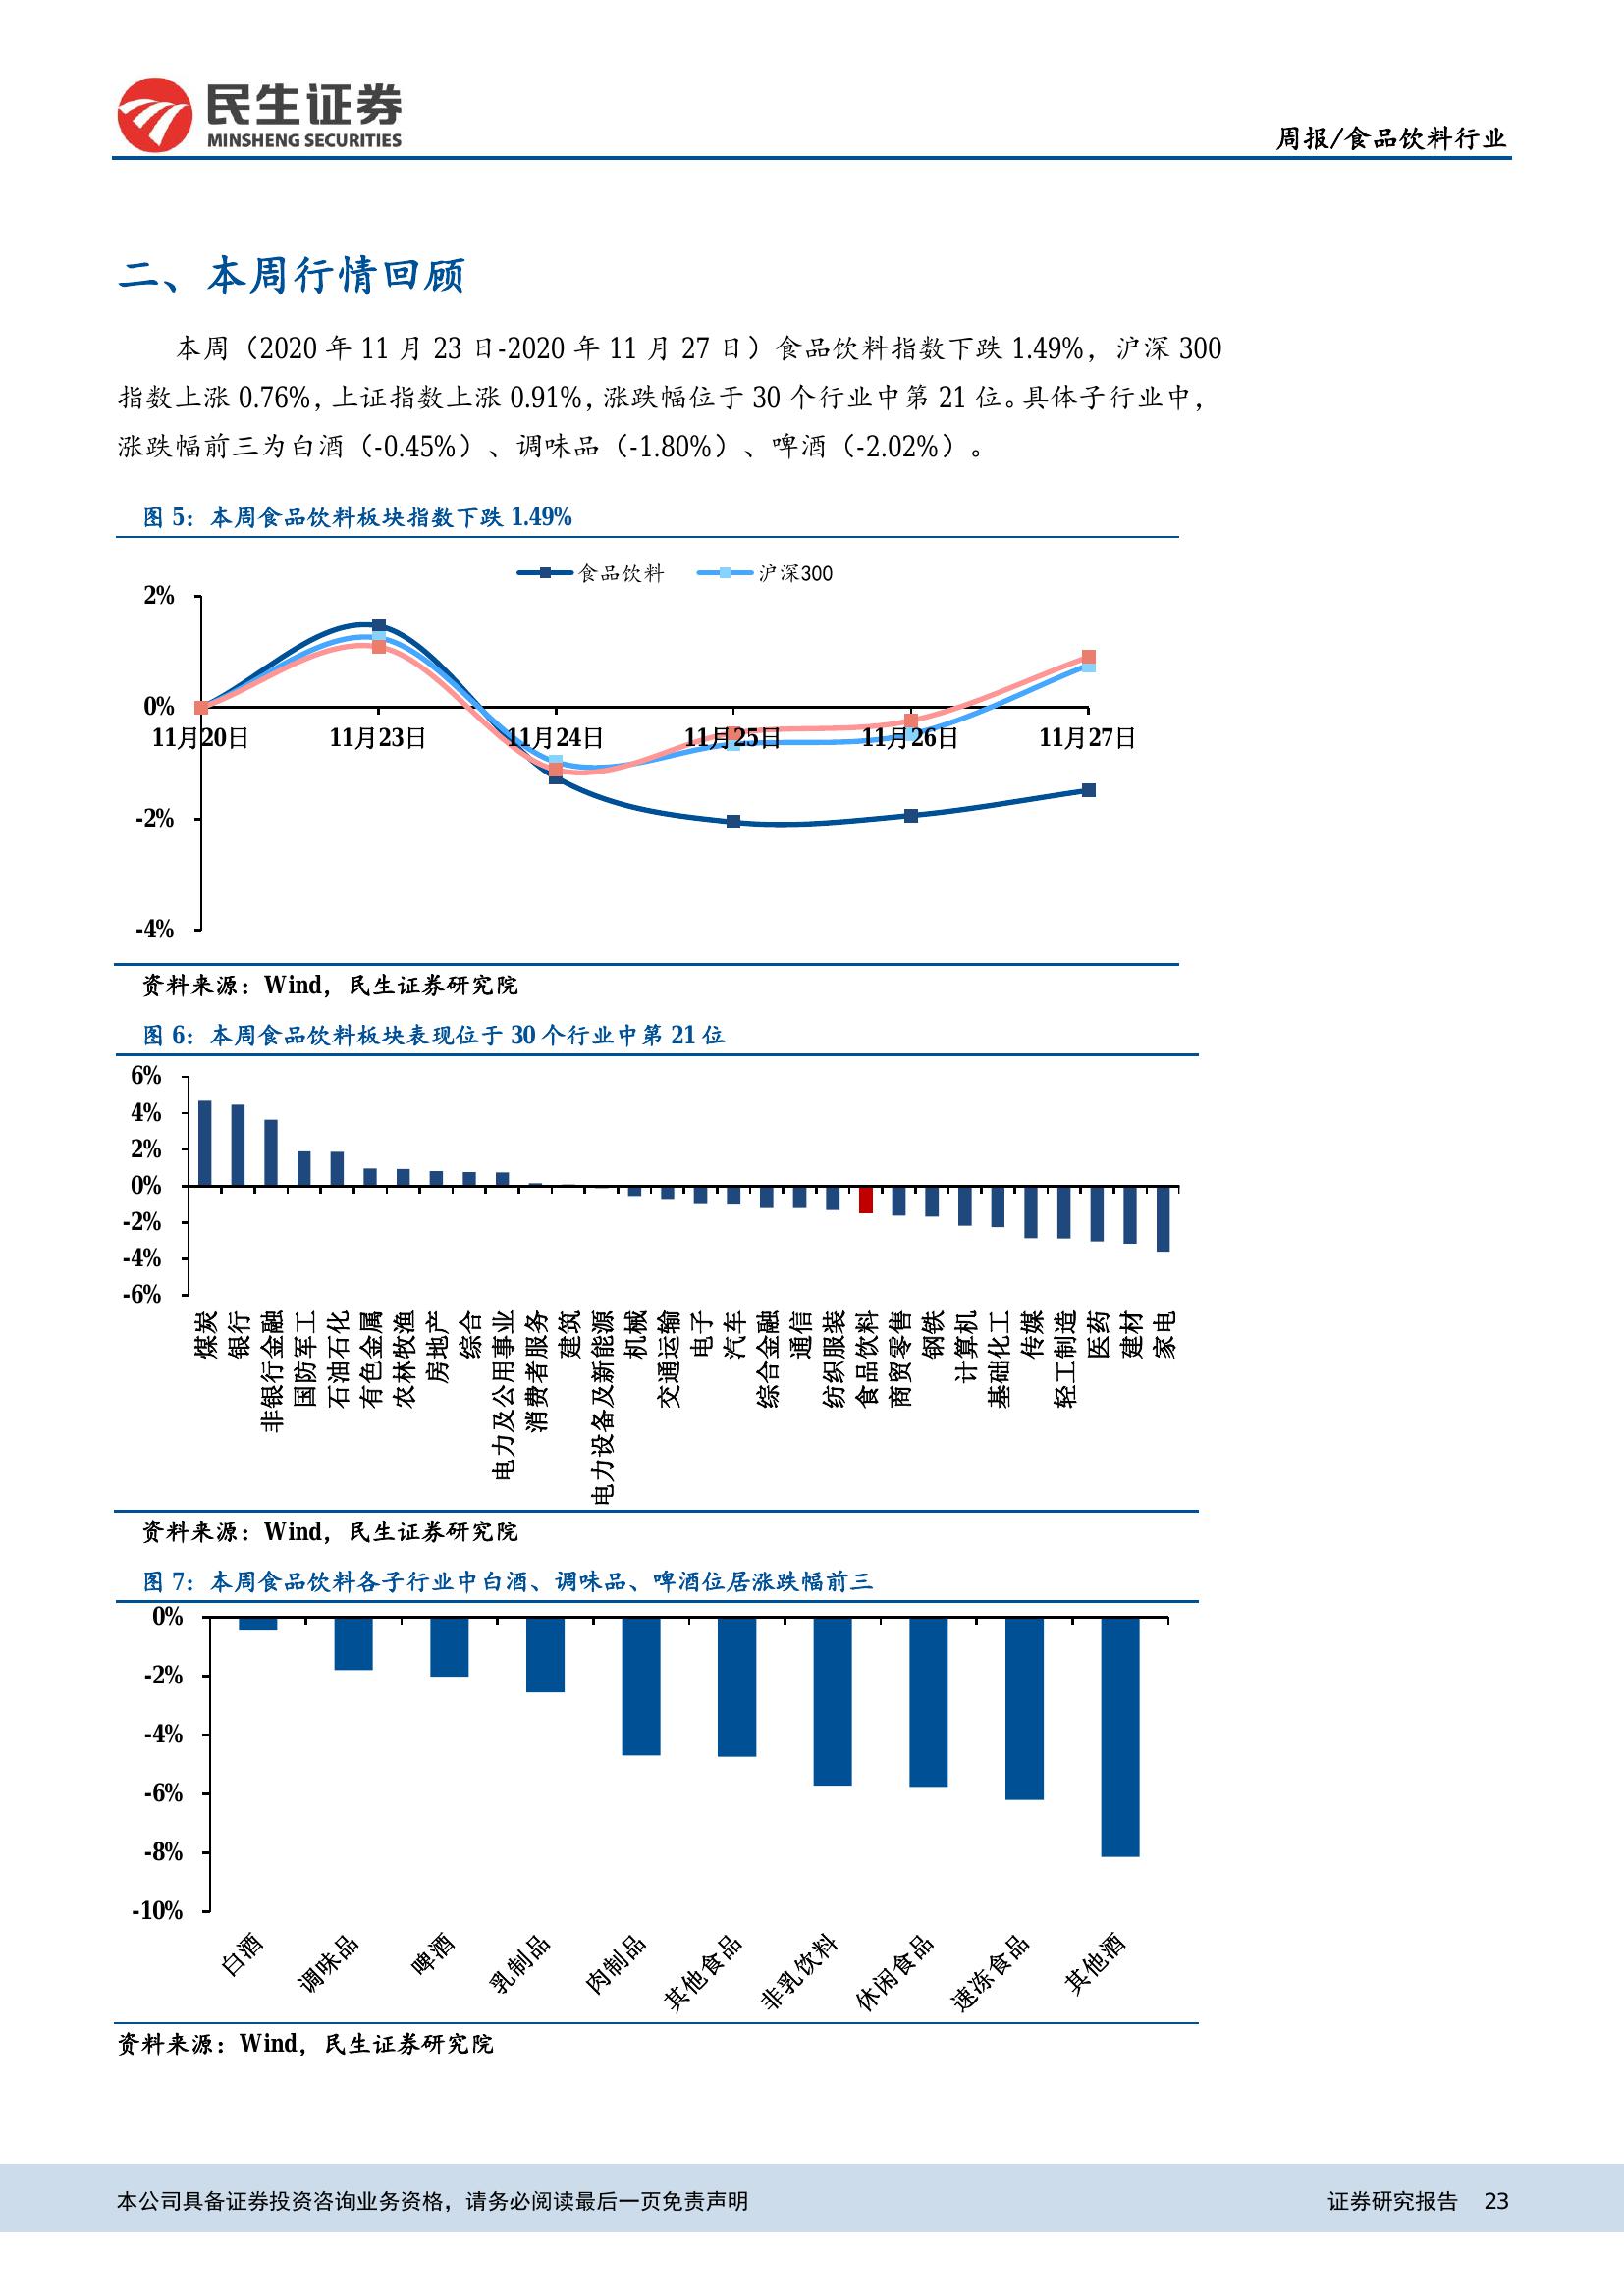 民生证券
MINSHENG SECURITIES
周报/食品饮料行业
二、本周行情回顾
本周（2020 年 11 月 23 日-2020 年 11 月 27 日）食品饮料指数下跌 1.49%，沪深 300
指数上涨 0.76%，上证指数上涨 0.91%，涨跌幅位于 30 个行业中第 21 位。具体子行业中，
涨跌幅前三为白酒（-0.45%）、调味品（-1.80%）、啤酒（-2.02%）。
图 5：本周食品饮料板块指数下跌 1.49%
食品饮料 沪深300
2%
0%
11月20日 11月23日 11月24日 11月25日 11月26日 11月27日
-2%
-4%
资料来源：Wind，民生证券研究院
图 6：本周食品饮料板块表现位于 30 个行业中第 21 位
6%
4%
2%
0%
-2%
-4%
-6%
煤炭
银行
非银行金融
国防军工
石油石化
有色金属
农林牧渔
房地产
综合
电力及公用事业
消费者服务
建筑
电力设备及新能源
机械
交通运输
电子
汽车
综合金融
通信
纺织服装
食品饮料
商贸零售
钢铁
计算机
基础化工
传媒
轻工制造
医药
建材
家电
资料来源：Wind，民生证券研究院
图 7：本周食品饮料各子行业中白酒、调味品、啤酒位居涨跌幅前三
0%
-2%
-4%
-6%
-8%
-10%
白酒
调味品
啤酒
乳制品
肉制品
其他食品
非乳饮料
休闲食品
速冻食品
其他酒
资料来源：Wind，民生证券研究院
本公司具备证券投资咨询业务资格，请务必阅读最后一页免责声明
证券研究报告 23